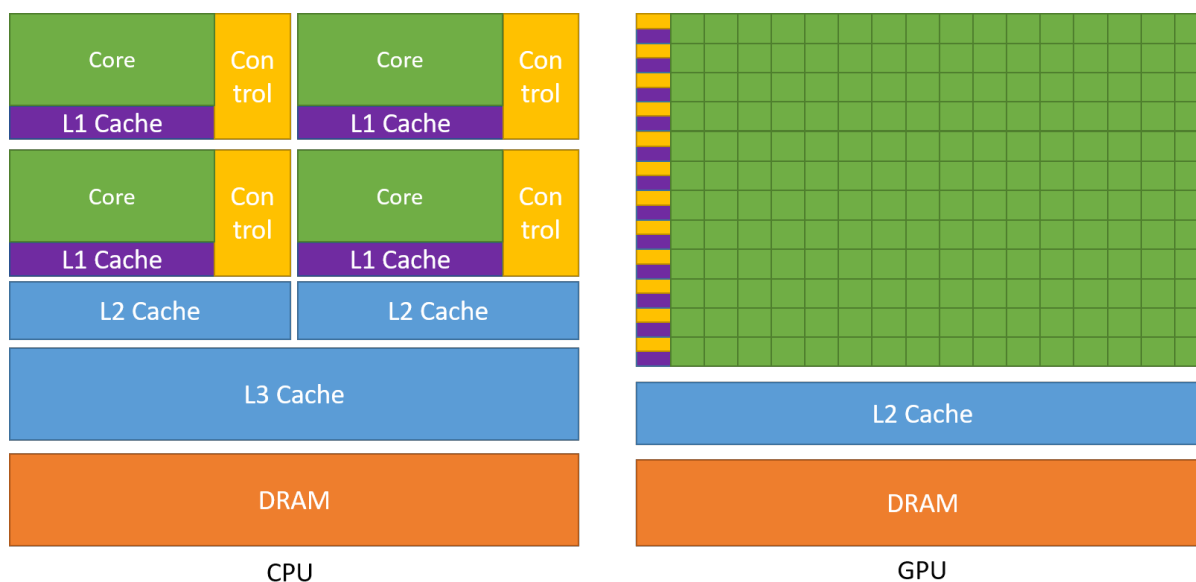 Core
Con
trol
L1 Cache
Core
Con
trol
L1 Cache
Core
Con
trol
L1 Cache
Core
Con
trol
L1 Cache
L2 Cache
L2 Cache
L3 Cache
DRAM
CPU
L2 Cache
DRAM
GPU